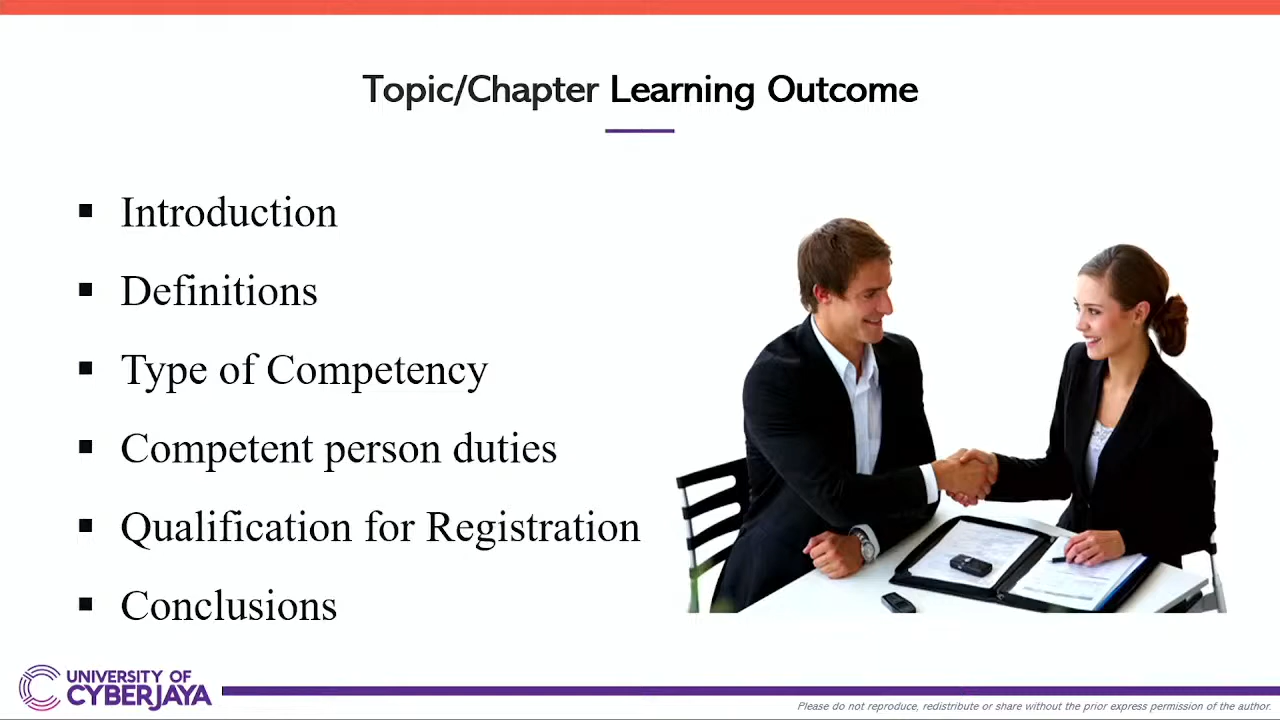 Topic/Chapter Learning Outcome
▪ Introduction
▪ Definitions
▪ Type of Competency
▪ Competent person duties
▪ Qualification for Registration
▪ Conclusions
UNIVERSITY OF
CYBERJAYA
Please do not reproduce, redistribute or share without the prior express permission of the author.